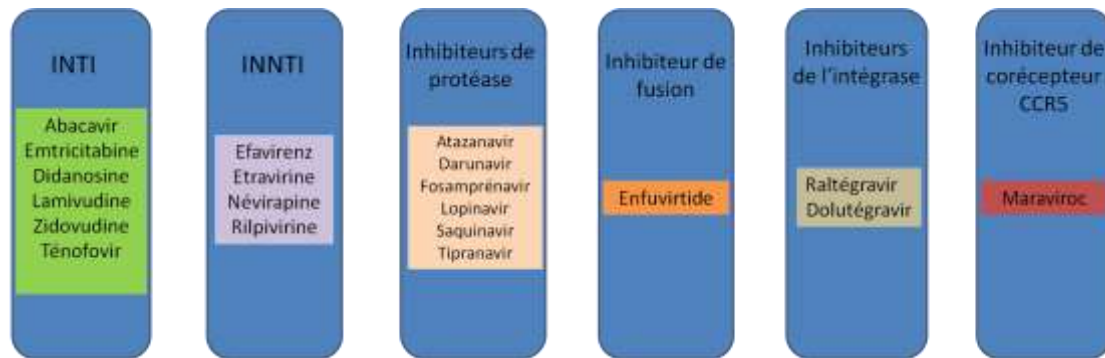 INTI
Abacavir
Emtricitabine
Didanosine
Lamivudine
Zidovudine
Ténofovir
INNTI
Efavirenz
Etravirine
Névirapine
Rilpivirine
Inhibiteurs de
protéase
Atazanavir
Darunavir
Fosamprénavir
Lopinavir
Saquinavir
Tipranavir
Inhibiteur de
fusion
Enfuvirtide
Inhibiteurs
de l'intégrase
Raltégravir
Dolutégravir
Inhibiteur de
corécepteur
CCR5
Maraviroc